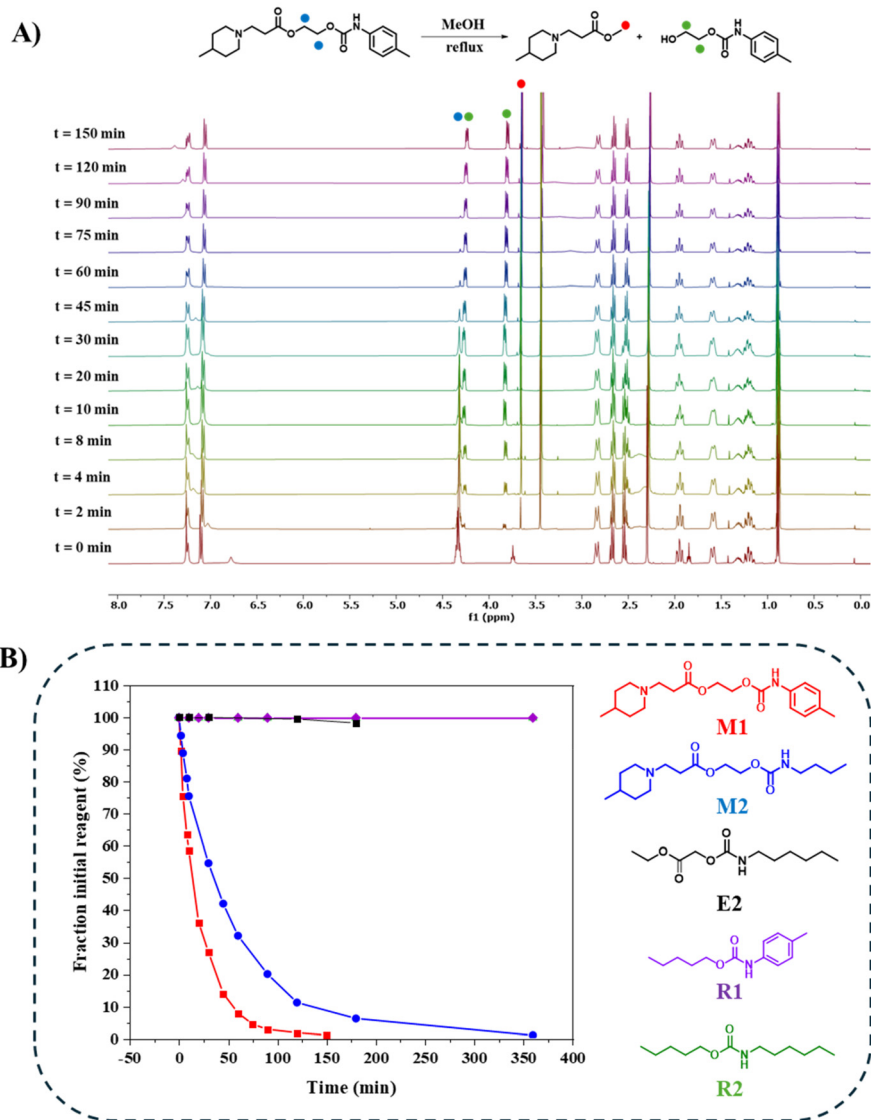 A)
MeOH
reflux
t = 150 min
t = 120 min
t = 90 min
t = 75 min
t = 60 min
t = 45 min
t = 30 min
t = 20 min
t = 10 min
t = 8 min
t = 4 min
t = 2 min
t = 0 min
8.0 7.5 7.0 6.5 6.0 5.5 5.0 4.5 4.0 3.5 3.0 2.5 2.0 1.5 1.0 0.5 0.0
f1 (ppm)
B)
Fraction initial reagent (%)
110
100
90
80
70
60
50
40
30
20
10
0
-50 0 50 100 150 200 250 300 350 400
Time (min)
M1
M2
E2
R1
R2